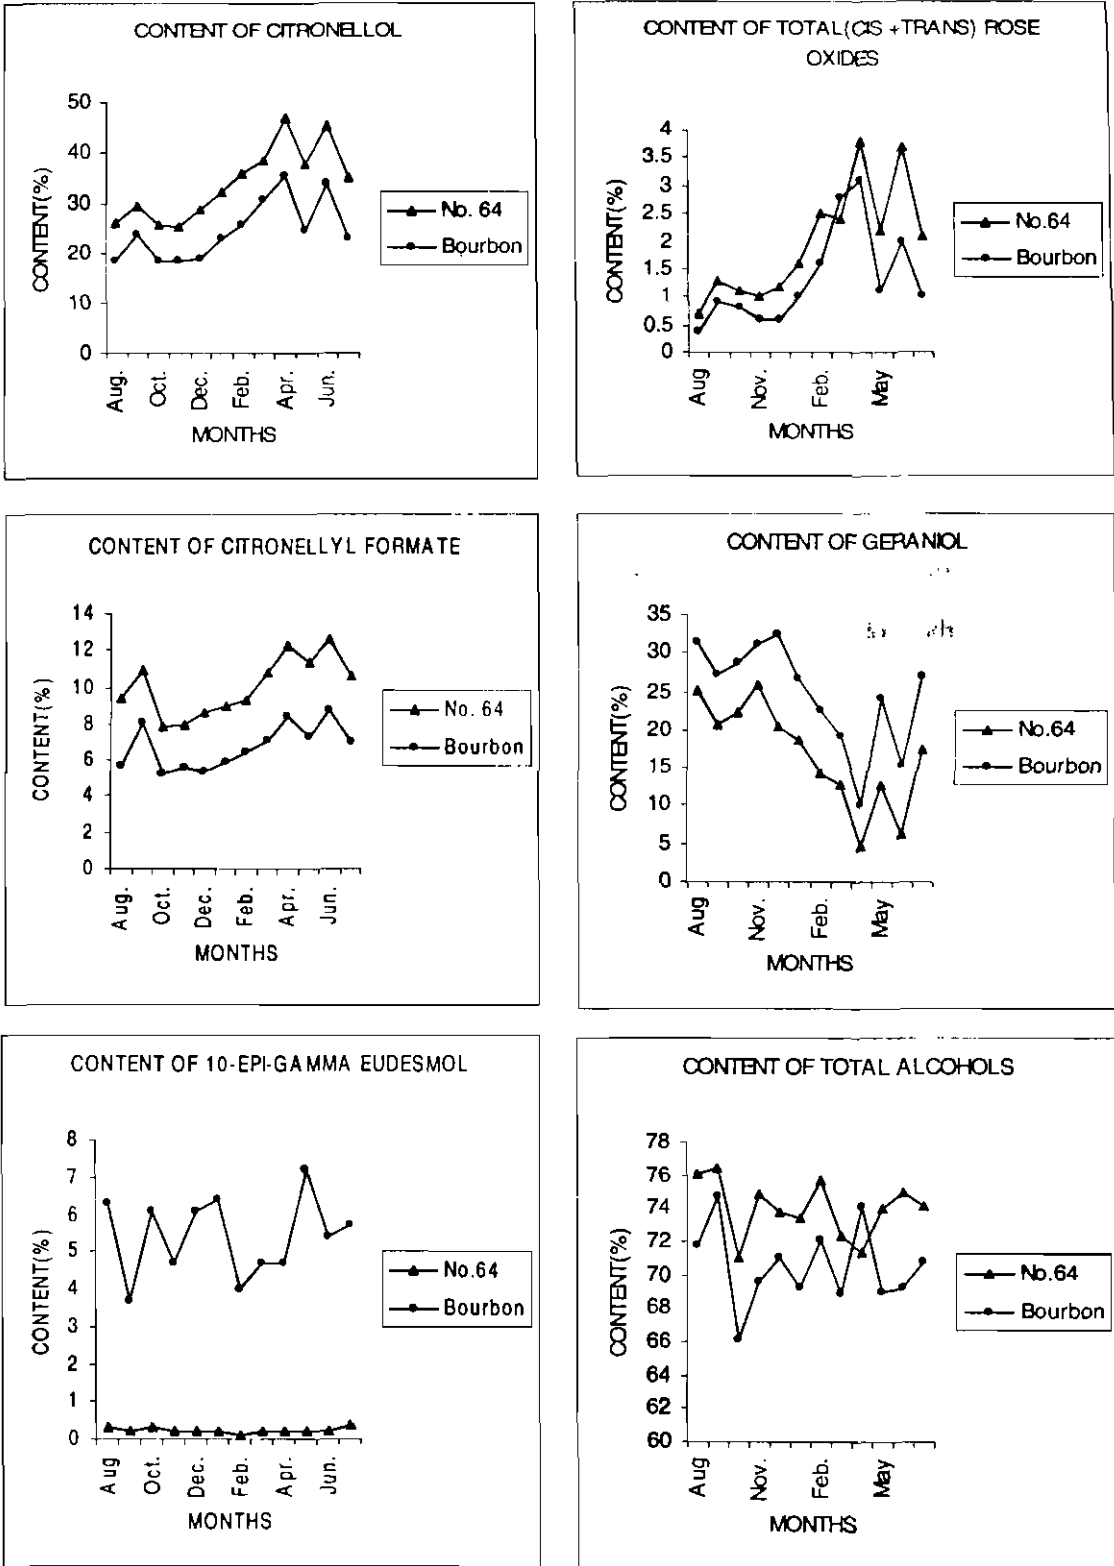 CONTENT OF CITRONELLOL
50
40
30
20
10
0
CONTENT(%)
Aug.
Oct.
Dec.
Feb.
Apr.
Jun.
MONTHS
No. 64
Bourbon
CONTENT OF TOTAL(CIS +TRANS) ROSE
OXIDES
4
3.5
3
2.5
2
1.5
1
0.5
0
CONTENT(%)
Aug
Nov.
Feb.
May
MONTHS
No.64
Bourbon
CONTENT OF CITRONELLYL FORMATE
14
12
10
8
6
4
2
0
CONTENT(%)
Aug.
Oct.
Dec.
Feb.
Apr.
Jun.
MONTHS
No. 64
Bourbon
CONTENT OF GERANIOL
35
30
25
20
15
10
5
0
CONTENT(%)
Aug
Nov.
Feb.
May
MONTHS
No.64
Bourbon
CONTENT OF 10-EPI-GAMMA EUDESMOL
8
7
6
5
4
3
2
1
0
CONTENT(%)
Aug
Oct.
Dec.
Feb.
Apr.
Jun.
MONTHS
No.64
Bourbon
CONTENT OF TOTAL ALCOHOLS
78
76
74
72
70
68
66
64
62
60
CONTENT(%)
Aug
Nov.
Feb.
May
MONTHS
No.64
Bourbon